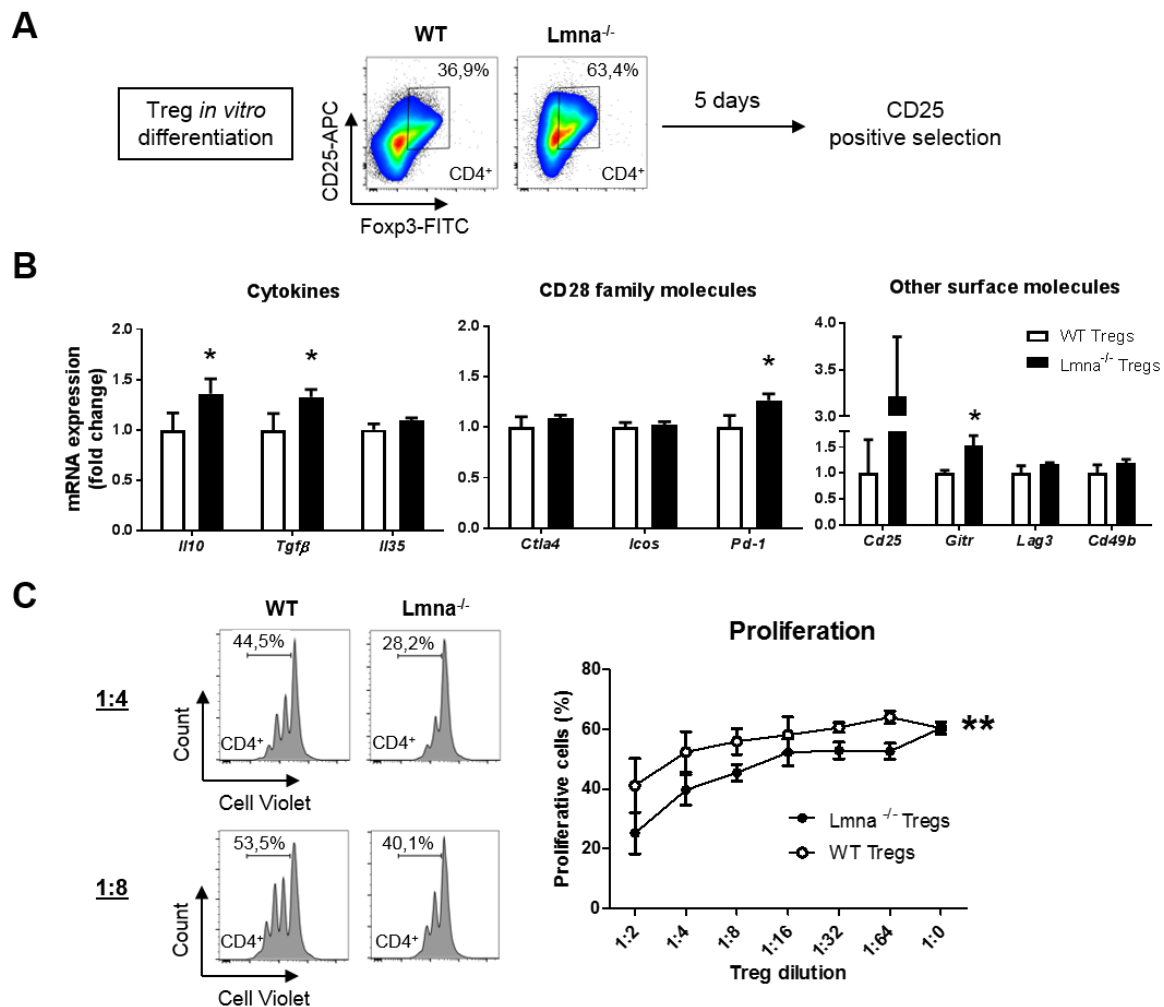 A
WT
Lmna-/-
36,9%
63,4%
Treg in vitro
differentiation
CD25-APC
CD4+
CD4+
Foxp3-FITC
5 days
CD25
positive selection
B
Cytokines
CD28 family molecules
Other surface molecules
mRNA expression
(fold change)
2.0
1.5
1.0
0.5
0.0
*
*
Il10
Tgfβ
Il35
2.0
1.5
1.0
0.5
0.0
*
Ctla4
Icos
Pd-1
4.0
3.0
1.5
1.0
0.5
0.0
*
WT Tregs
Lmna-/- Tregs
Cd25
Gitr
Lag3
Cd49b
C
WT
Lmna-/-
1:4
44,5%
28,2%
Count
CD4+
CD4+
Cell Violet
1:8
53,5%
40,1%
Count
CD4+
CD4+
Cell Violet
Proliferation
Proliferative cells (%)
80
60
40
20
0
**
Lmna -/- Tregs
WT Tregs
1:2
1:4
1:8
1:16
1:32
1:64
1:0
Treg dilution